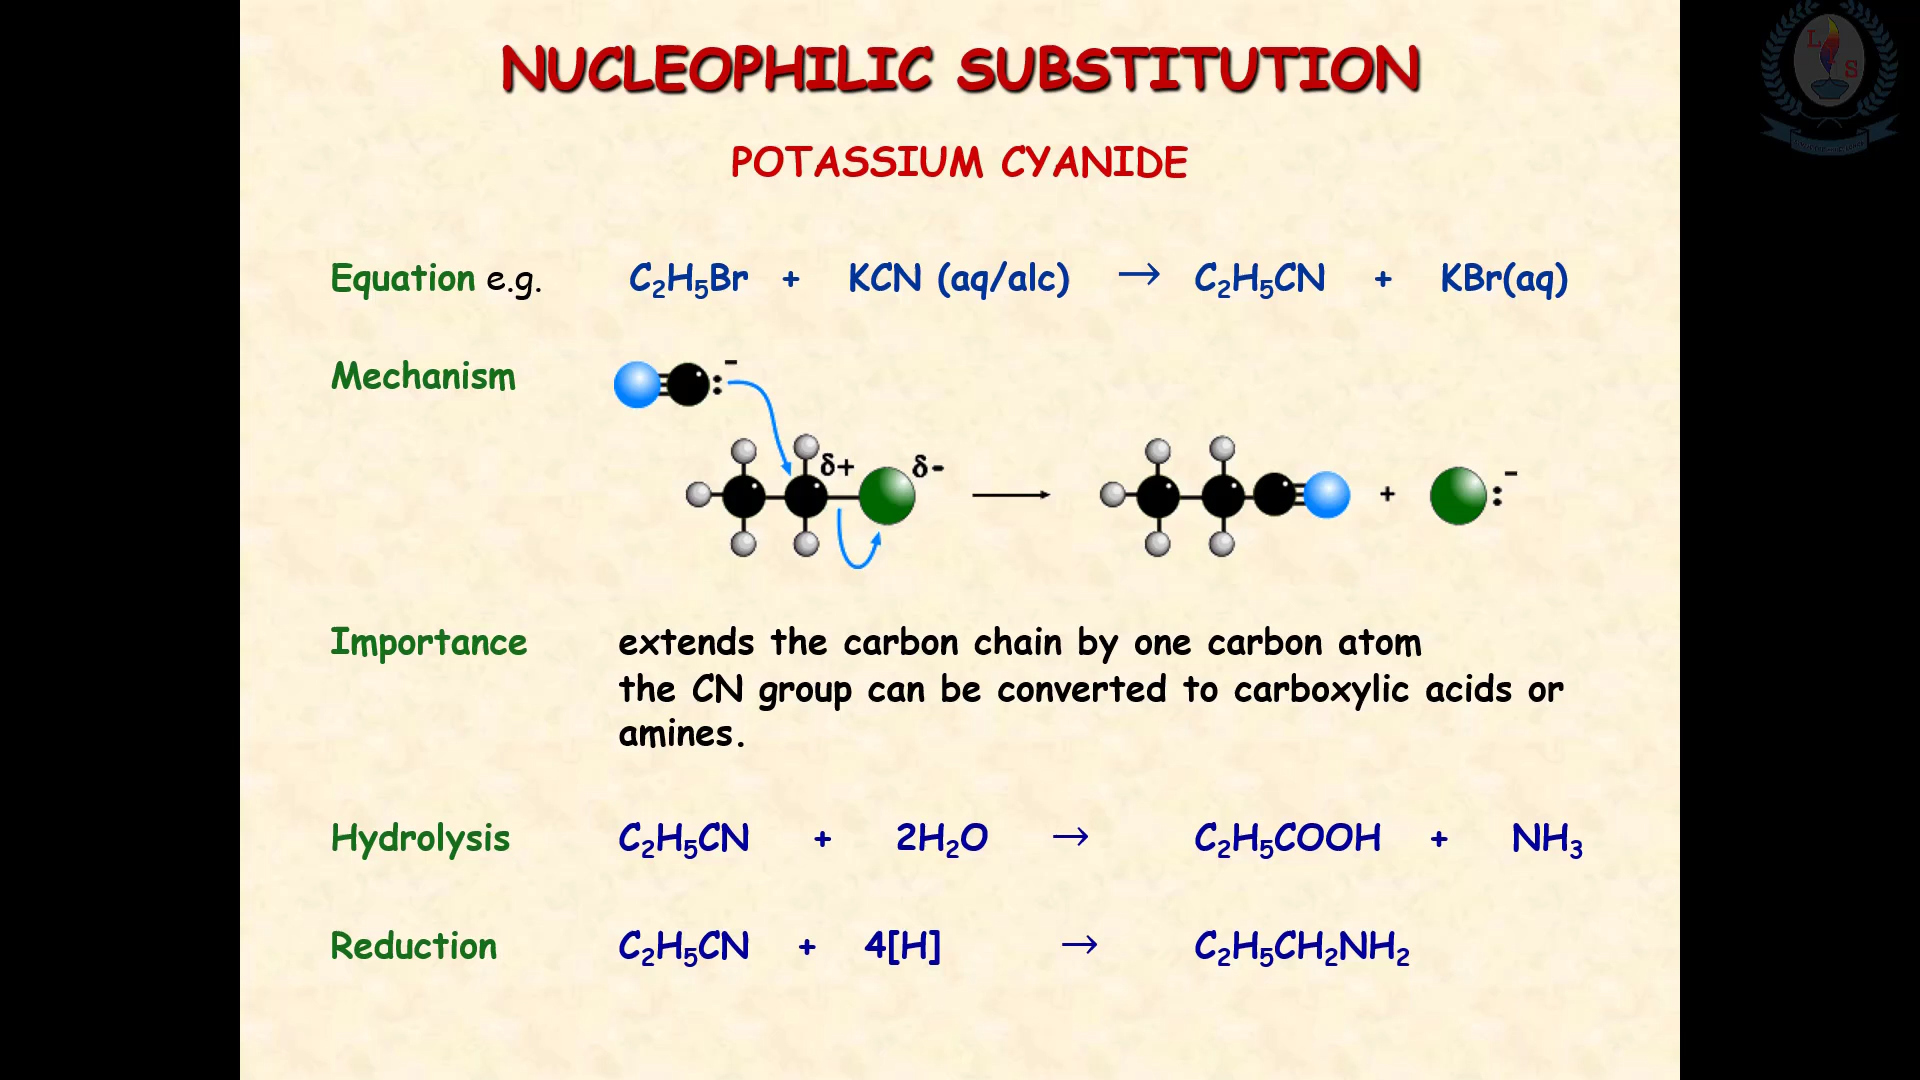 NUCLEOPHILIC SUBSTITUTION
POTASSIUM CYANIDE
Equation e.g. C₂H₅Br + KCN (aq/alc) → C₂H₅CN + KBr(aq)
Mechanism
-
δ+ δ-
→ + -
Importance extends the carbon chain by one carbon atom
the CN group can be converted to carboxylic acids or
amines.
Hydrolysis C₂H₅CN + 2H₂O → C₂H₅COOH + NH₃
Reduction C₂H₅CN + 4[H] → C₂H₅CH₂NH₂
L S